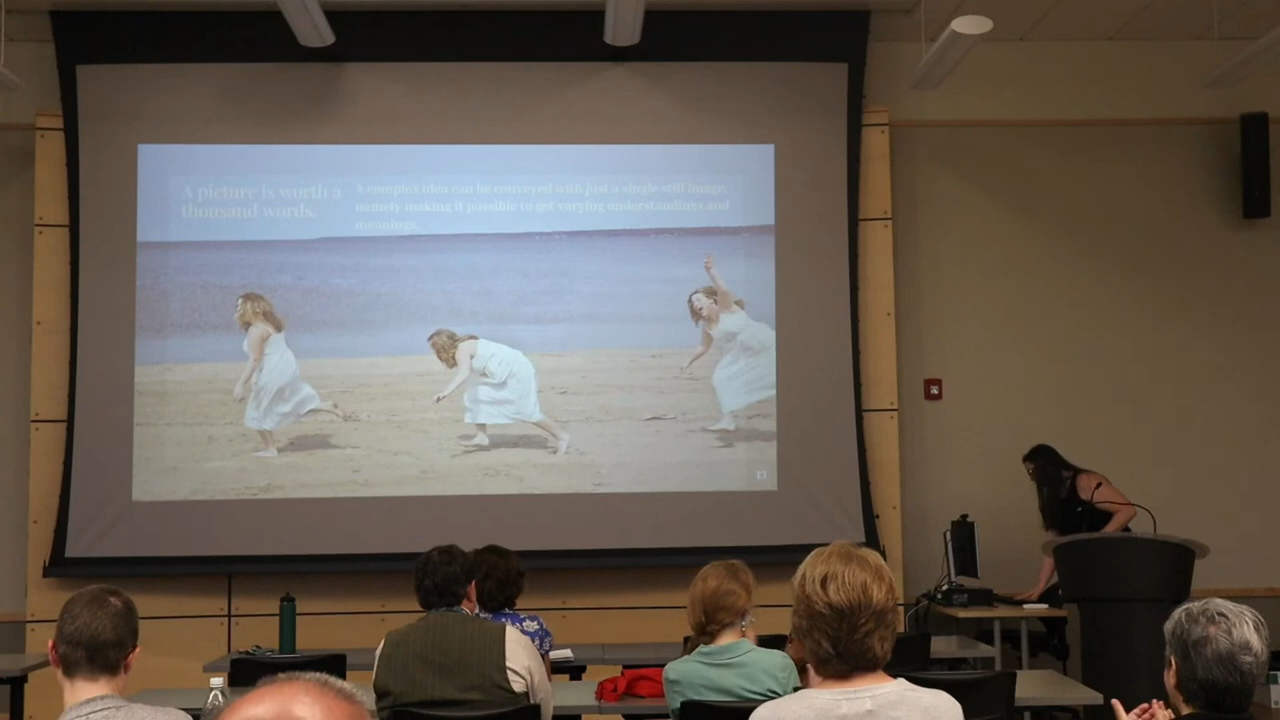 A picture is worth a
thousand words.
A complex idea can be conveyed with just a single still image,
namely making it possible to get varying understandings and
meanings.